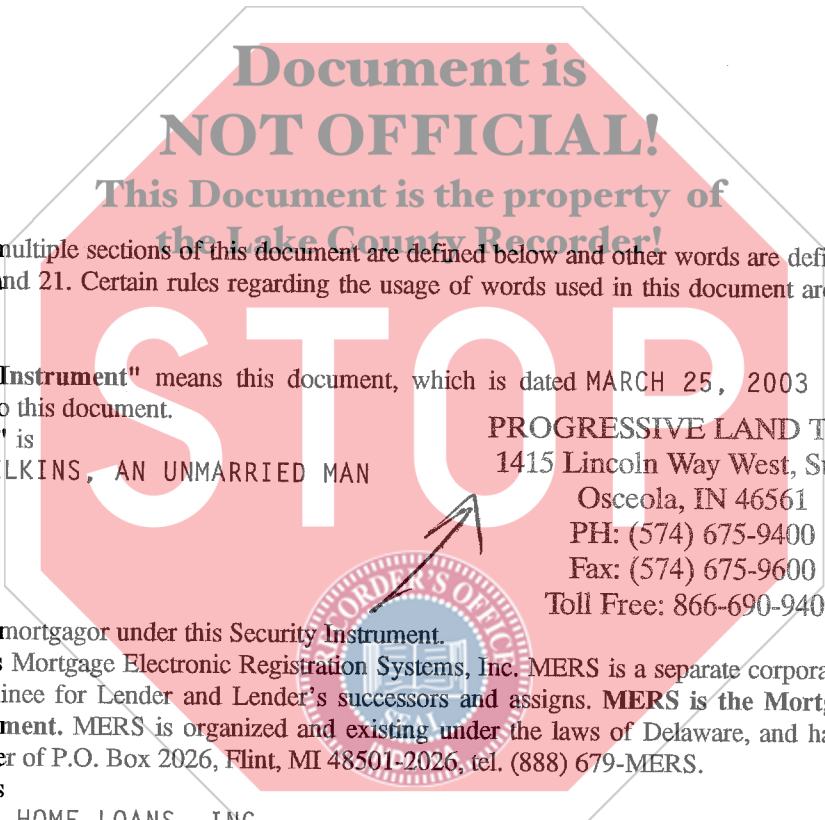 Document is
NOT OFFICIAL!
This Document is the property of
the Lake County Recorder!
multiple sections of this document are defined below and other words are defi
nd 21. Certain rules regarding the usage of words used in this document are
STOP
Instrument" means this document, which is dated MARCH 25, 2003
o this document.
" is
LKINS, AN UNMARRIED MAN
PROGRESSIVE LAND T
1415 Lincoln Way West, Su
Osceola, IN 46561
PH: (574) 675-9400
Fax: (574) 675-9600
Toll Free: 866-690-940
RECORDER'S OFFICE
SEAL
mortgagor under this Security Instrument.
s Mortgage Electronic Registration Systems, Inc. MERS is a separate corpora
inee for Lender and Lender's successors and assigns. MERS is the Mortg
ment. MERS is organized and existing under the laws of Delaware, and ha
er of P.O. Box 2026, Flint, MI 48501-2026, tel. (888) 679-MERS.
s
HOME LOANS, INC